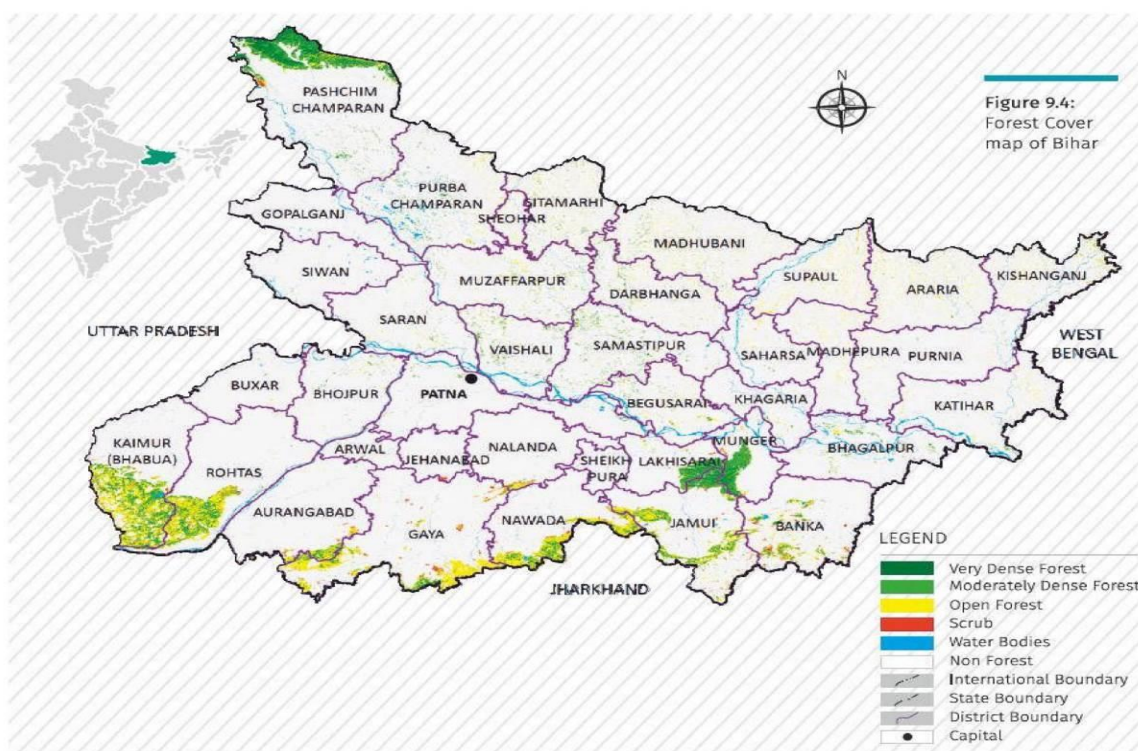 N
Figure 9.4:
Forest Cover
map of Bihar
PASHCHIM
CHAMPARAN
PURBA
CHAMPARAN
SHEOHAR
SITAMARHI
GOPALGANJ
MADHUBANI
SIWAN
MUZAFFARPUR
DARBHANGA
SUPAUL
ARARIA
KISHANGANJ
UTTAR PRADESH
SARAN
VAISHALI
SAMASTIPUR
SAHARSA
MADHEPURA
PURNIA
WEST
BENGAL
BUXAR
BHOJPUR
PATNA
BEGUSARAI
KHAGARIA
KATIHAR
KAIMUR
(BHABUA)
ROHTAS
ARWAL
JEHANABAD
NALANDA
SHEIKH
PURA
LAKHISARAI
MUNGER
BHAGALPUR
AURANGABAD
GAYA
NAWADA
JAMUI
BANKA
JHARKHAND
LEGEND
Very Dense Forest
Moderately Dense Forest
Open Forest
Scrub
Water Bodies
Non Forest
International Boundary
State Boundary
District Boundary
Capital